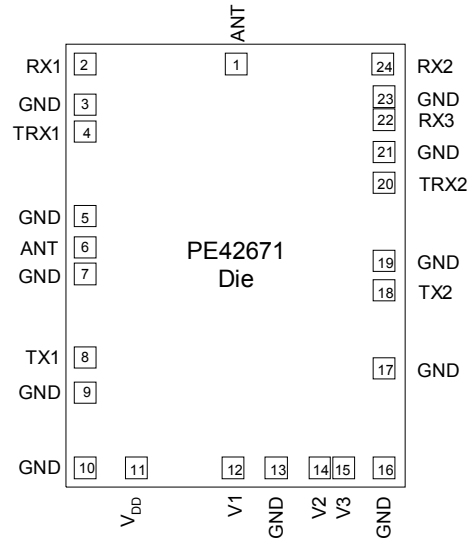 ANT
RX1 2 1 24 RX2
GND 3 23 GND
TRX1 4 22 RX3
21 GND
20 TRX2
GND 5
ANT 6 PE42671 19 GND
GND 7 Die 18 TX2
TX1 8 17 GND
GND 9
GND 10 11 12 13 14 15 16
VDD V1 GND V2 V3 GND